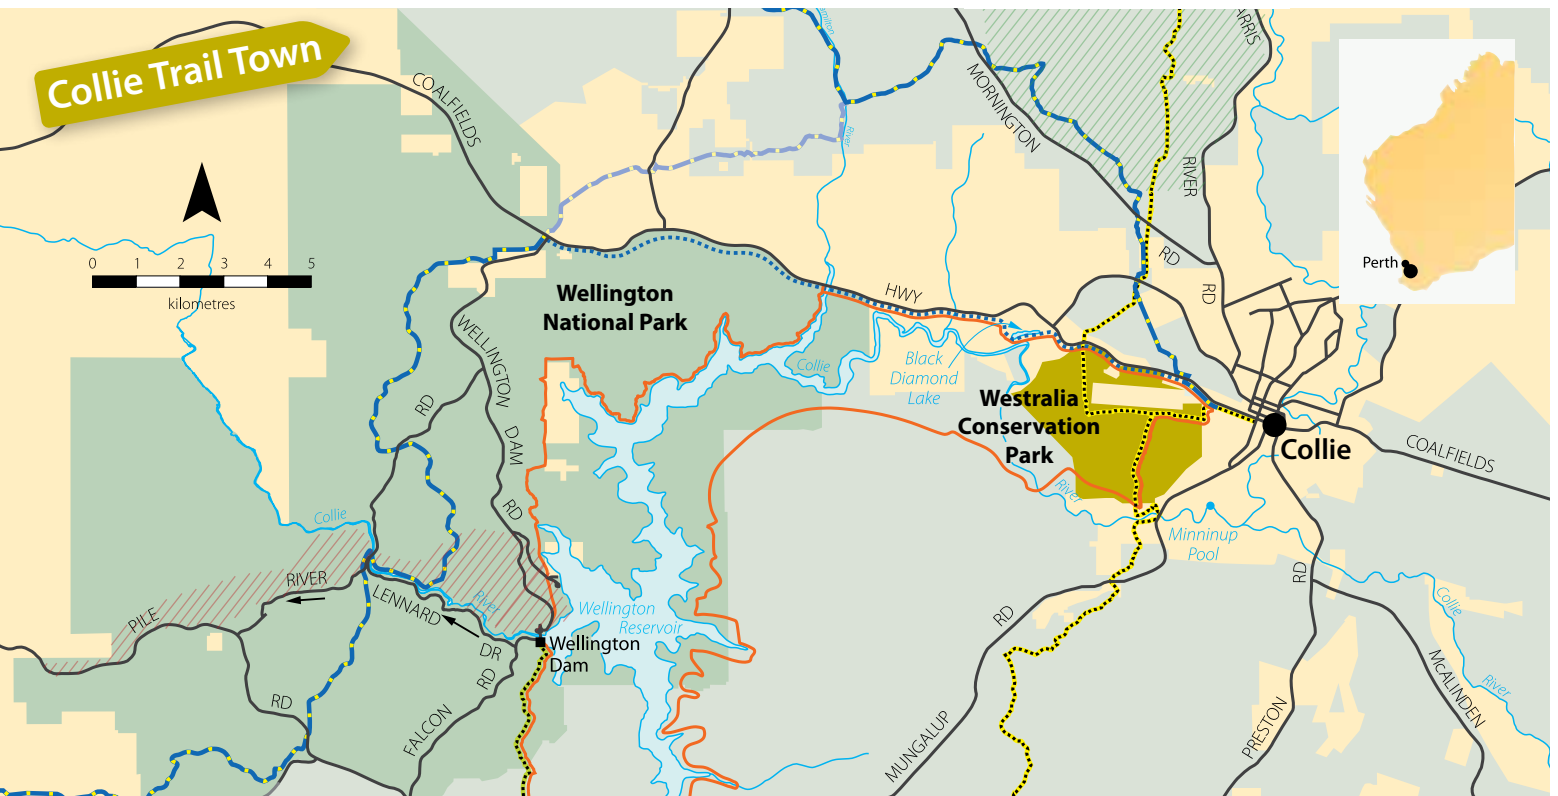 Collie Trail Town
COALFIELDS
MORNINGTON
RD
River
RIVER
RD
0 1 2 3 4 5
kilometres
Perth
Wellington
National Park
HWY
WELLINGTON
DAM
RD
RD
Collie
Black
Diamond
Lake
Westralia
Conservation
Park
Collie
COALFIELDS
Collie
River
Minninup
Pool
RIVER
PILE
RD
LENNARD
DR
River
Wellington
Reservoir
Wellington
Dam
FALCON
RD
MUNGALUP
RD
PRESTON
RD
McALINDEN
Collie
River